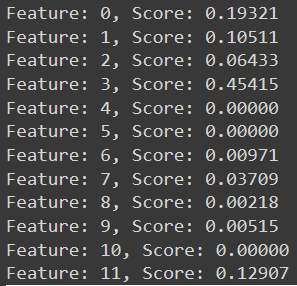 Feature: 0, Score: 0.19321
Feature: 1, Score: 0.10511
Feature: 2, Score: 0.06433
Feature: 3, Score: 0.45415
Feature: 4, Score: 0.00000
Feature: 5, Score: 0.00000
Feature: 6, Score: 0.00971
Feature: 7, Score: 0.03709
Feature: 8, Score: 0.00218
Feature: 9, Score: 0.00515
Feature: 10, Score: 0.00000
Feature: 11, Score: 0.12907